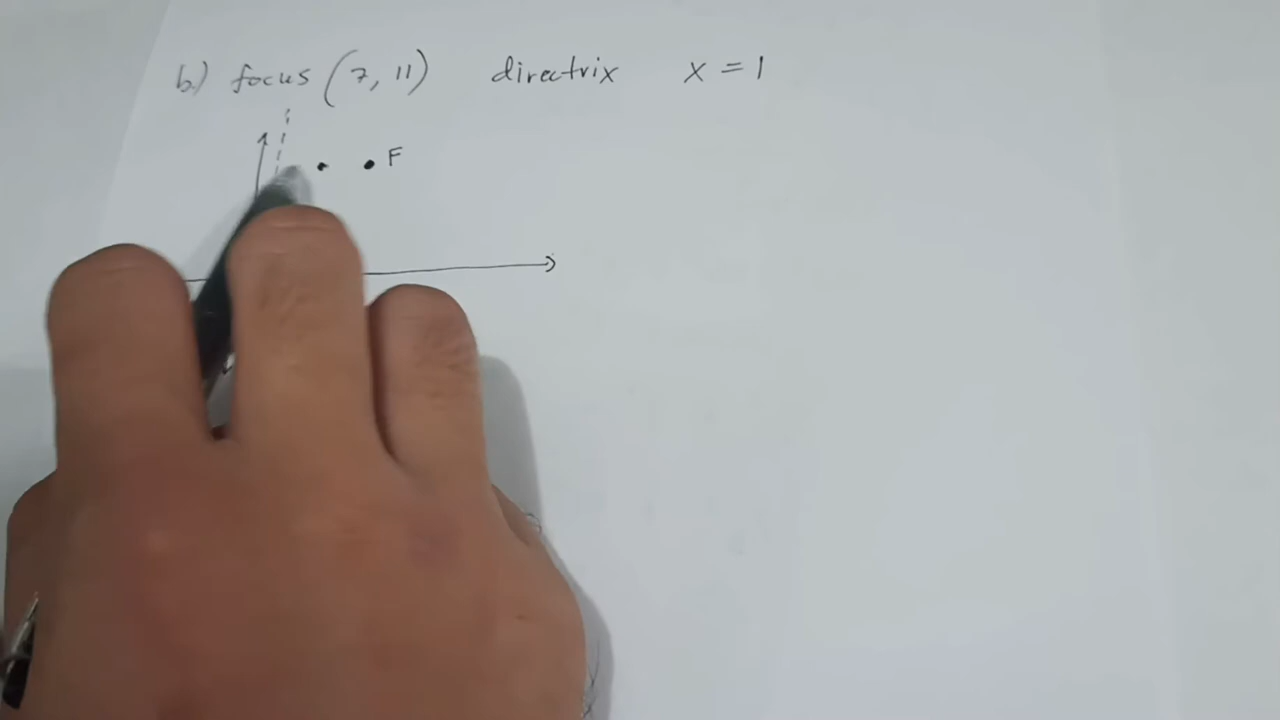 b.) focus (7, 11) directrix x = 1
F